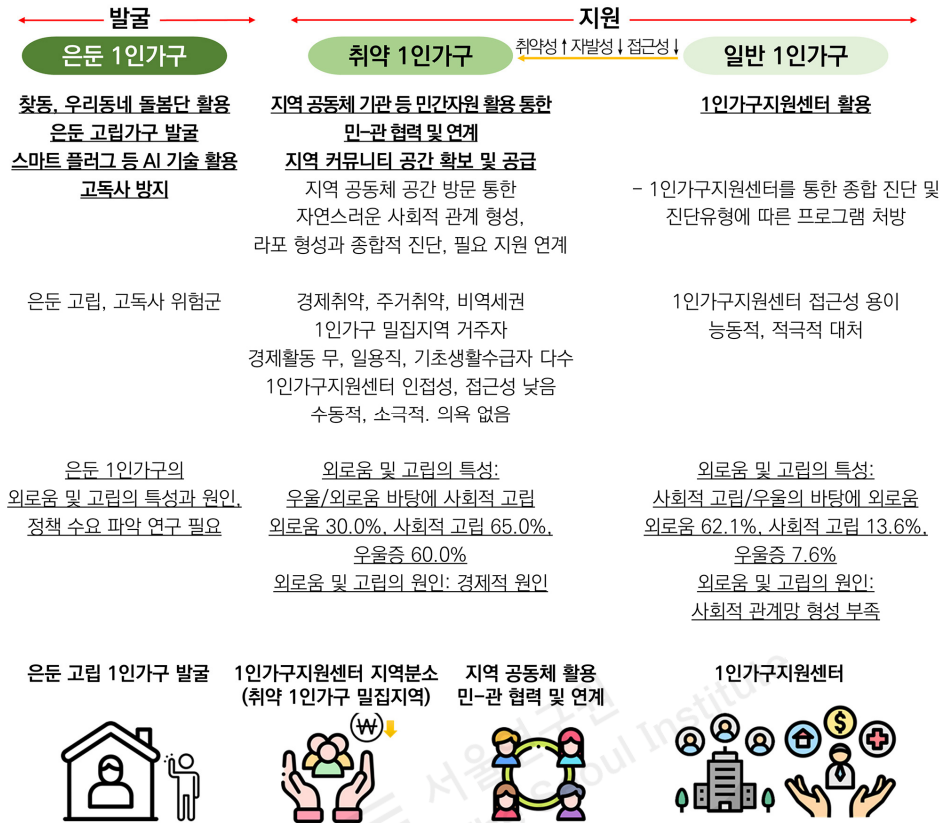 발굴
지원
은둔 1인가구
취약 1인가구
취약성↑ 자발성↓ 접근성↓
일반 1인가구
찾동, 우리동네 돌봄단 활용
은둔 고립가구 발굴
스마트 플러그 등 AI 기술 활용
고독사 방지
지역 공동체 기관 등 민간자원 활용 통한
민-관 협력 및 연계
지역 커뮤니티 공간 확보 및 공급
지역 공동체 공간 방문 통한
자연스러운 사회적 관계 형성,
라포 형성과 종합적 진단, 필요 지원 연계
1인가구지원센터 활용
- 1인가구지원센터를 통한 종합 진단 및
진단유형에 따른 프로그램 처방
은둔 고립, 고독사 위험군
경제취약, 주거취약, 비역세권
1인가구 밀집지역 거주자
경제활동 무, 일용직, 기초생활수급자 다수
1인가구지원센터 인접성, 접근성 낮음
수동적, 소극적. 의욕 없음
1인가구지원센터 접근성 용이
능동적, 적극적 대처
은둔 1인가구의
외로움 및 고립의 특성과 원인,
정책 수요 파악 연구 필요
외로움 및 고립의 특성:
우울/외로움 바탕에 사회적 고립
외로움 30.0%, 사회적 고립 65.0%,
우울증 60.0%
외로움 및 고립의 원인: 경제적 원인
외로움 및 고립의 특성:
사회적 고립/우울의 바탕에 외로움
외로움 62.1%, 사회적 고립 13.6%,
우울증 7.6%
외로움 및 고립의 원인:
사회적 관계망 형성 부족
은둔 고립 1인가구 발굴
1인가구지원센터 지역분소
(취약 1인가구 밀집지역)
지역 공동체 활용
민-관 협력 및 연계
1인가구지원센터
₩
$
서울연구원
The Seoul Institute